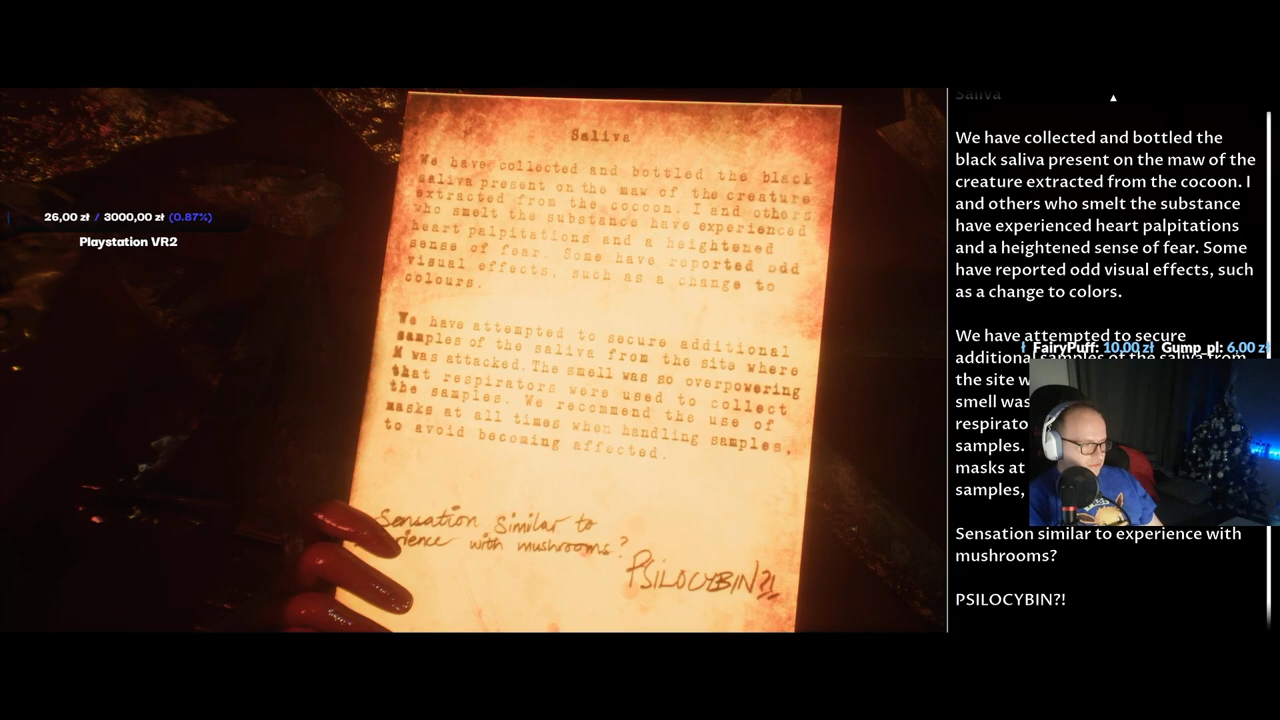 26,00 zł / 3000,00 zł (0.87%)
Playstation VR2
Saliva
We have collected and bottled the black
saliva present on the maw of the creature
extracted from the cocoon. I and others
who smelt the substance have experienced
heart palpitations and a heightened
sense of fear. Some have reported odd
visual effects, such as a change to
colours.
We have attempted to secure additional
samples of the saliva from the site where
M was attacked. The smell was so overpowering
that respirators were used to collect
the samples. We recommend the use of
masks at all times when handling samples,
to avoid becoming affected.
Sensation similar to
rience with mushrooms?
PSILOCYBIN?!
Saliva
We have collected and bottled the
black saliva present on the maw of the
creature extracted from the cocoon. I
and others who smelt the substance
have experienced heart palpitations
and a heightened sense of fear. Some
have reported odd visual effects, such
as a change to colors.
We have attempted to secure
additional samples of the saliva from
FairyPuff: 10,00 zł Gump_pl: 6,00 zł
the site w
smell was
respirato
samples.
masks at
samples,
Sensation similar to experience with
mushrooms?
PSILOCYBIN?!